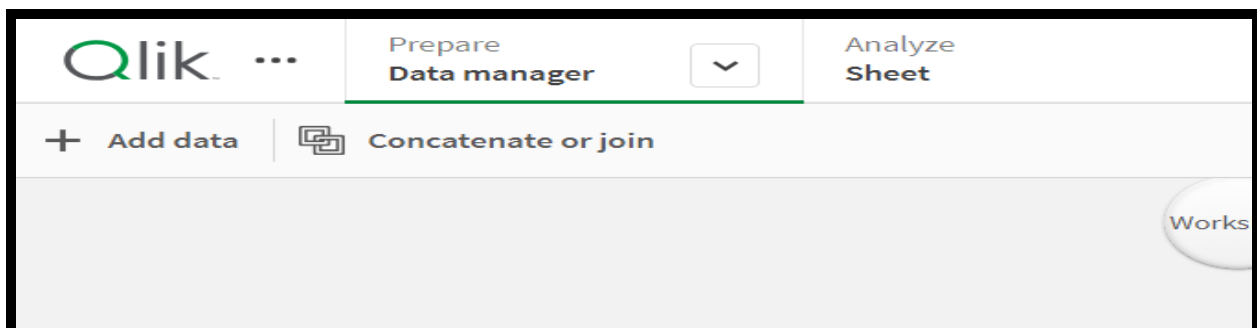 Qlik
Prepare
Data manager
Analyze
Sheet
Add data
Concatenate or join
Works